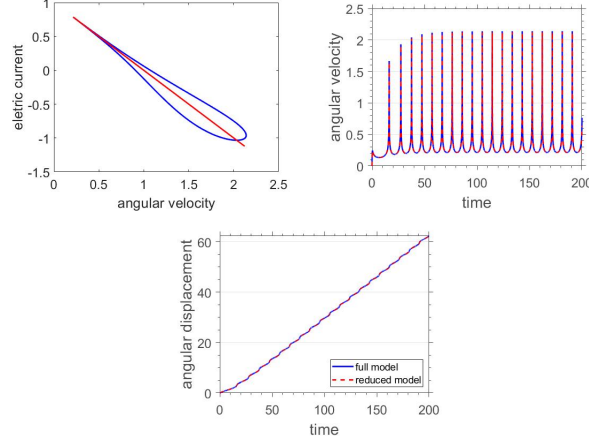 1
0.5
0
-0.5
-1
-1.5
eletric current
0 0.5 1 1.5 2 2.5
angular velocity
2.5
2
1.5
1
0.5
0
angular velocity
0 50 100 150 200
time
60
40
20
0
angular displacement
full model
reduced model
0 50 100 150 200
time